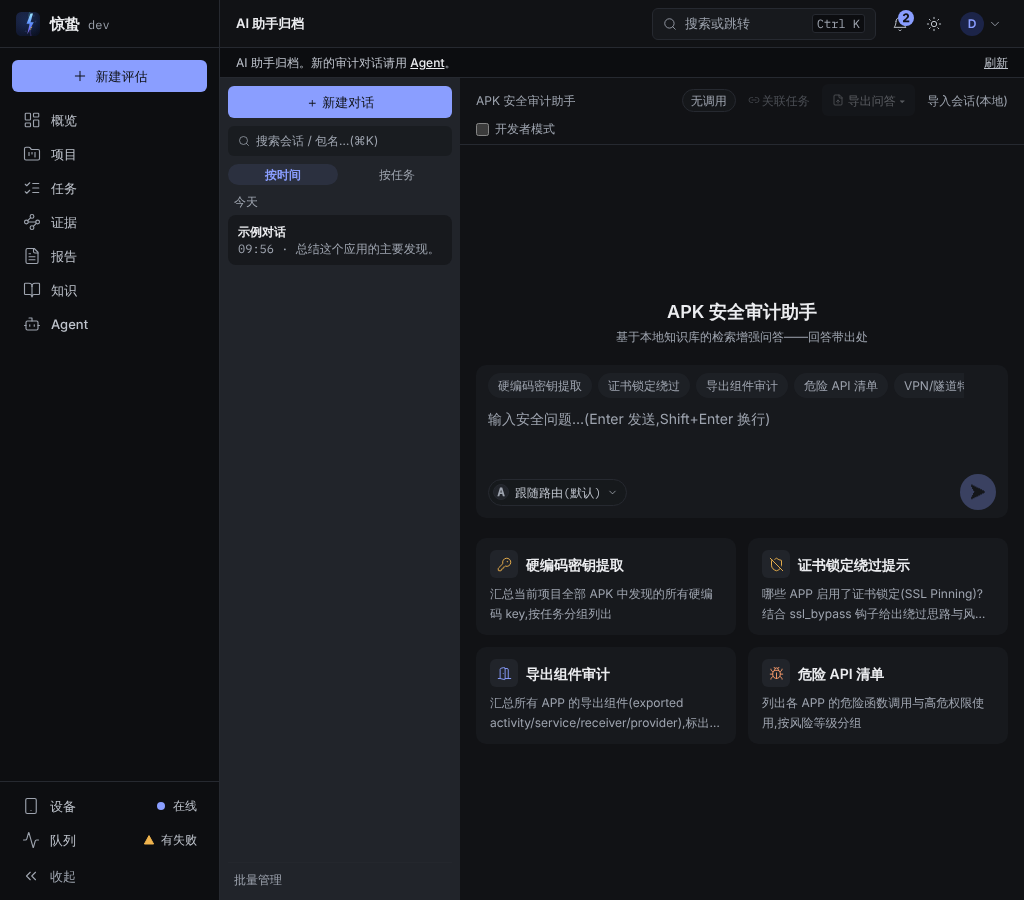 惊蛰 dev
AI 助手归档
搜索或跳转
Ctrl K
2
D
新建评估
概览
项目
任务
证据
报告
知识
Agent
设备
在线
队列
有失败
收起
AI 助手归档。新的审计对话请用 Agent。
刷新
+ 新建对话
搜索会话 / 包名…(⌘K)
按时间
按任务
今天
示例对话
09:56 · 总结这个应用的主要发现。
批量管理
APK 安全审计助手
无调用
关联任务
导出问答
导入会话(本地)
开发者模式
APK 安全审计助手
基于本地知识库的检索增强问答——回答带出处
硬编码密钥提取
证书锁定绕过
导出组件审计
危险 API 清单
VPN/隧道
输入安全问题…(Enter 发送,Shift+Enter 换行)
A 跟随路由(默认)
硬编码密钥提取
汇总当前项目全部 APK 中发现的所有硬编
码 key,按任务分组列出
证书锁定绕过提示
哪些 APP 启用了证书锁定(SSL Pinning)?
结合 ssl_bypass 钩子给出绕过思路与风…
导出组件审计
汇总所有 APP 的导出组件(exported
activity/service/receiver/provider),标出…
危险 API 清单
列出各 APP 的危险函数调用与高危权限使
用,按风险等级分组